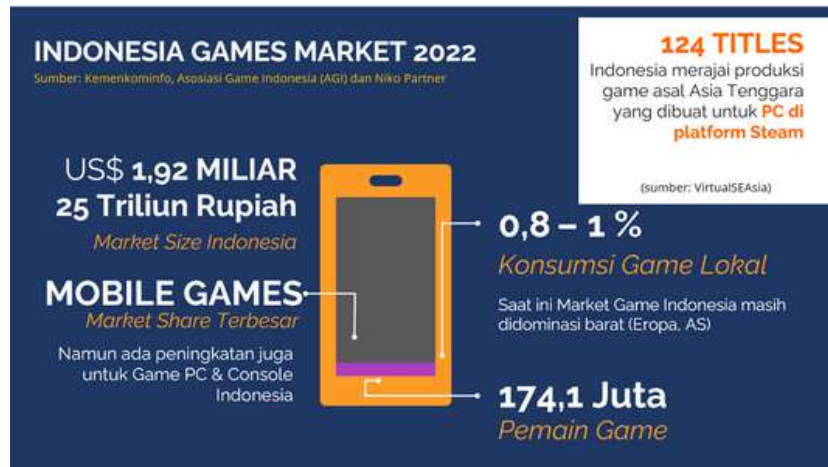 INDONESIA GAMES MARKET 2022
Sumber: Kemenkominfo, Asosiasi Game Indonesia (AGI) dan Niko Partner
124 TITLES
Indonesia merajai produksi
game asal Asia Tenggara
yang dibuat untuk PC di
platform Steam
(sumber: VirtualSEAsia)
US$ 1,92 MILIAR
25 Triliun Rupiah
Market Size Indonesia
MOBILE GAMES
Market Share Terbesar
Namun ada peningkatan juga
untuk Game PC & Console
Indonesia
0,8 – 1 %
Konsumsi Game Lokal
Saat ini Market Game Indonesia masih
didominasi barat (Eropa, AS)
174,1 Juta
Pemain Game